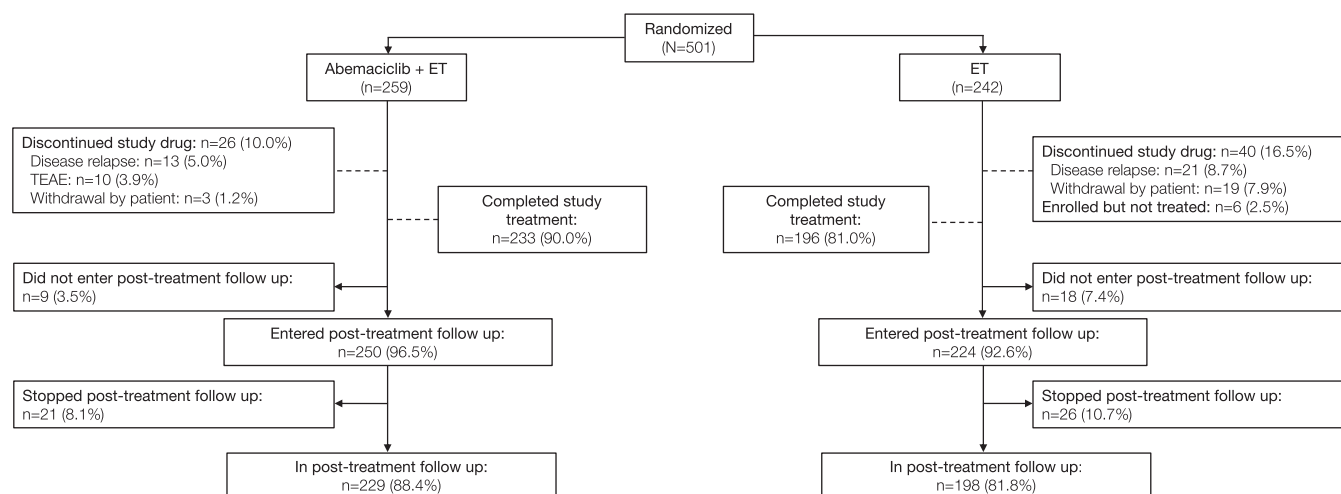 Randomized
(N=501)
Abemaciclib + ET
(n=259)
ET
(n=242)
Discontinued study drug: n=26 (10.0%)
Disease relapse: n=13 (5.0%)
TEAE: n=10 (3.9%)
Withdrawal by patient: n=3 (1.2%)
Discontinued study drug: n=40 (16.5%)
Disease relapse: n=21 (8.7%)
Withdrawal by patient: n=19 (7.9%)
Enrolled but not treated: n=6 (2.5%)
Completed study
treatment:
n=233 (90.0%)
Completed study
treatment:
n=196 (81.0%)
Did not enter post-treatment follow up:
n=9 (3.5%)
Did not enter post-treatment follow up:
n=18 (7.4%)
Entered post-treatment follow up:
n=250 (96.5%)
Entered post-treatment follow up:
n=224 (92.6%)
Stopped post-treatment follow up:
n=21 (8.1%)
Stopped post-treatment follow up:
n=26 (10.7%)
In post-treatment follow up:
n=229 (88.4%)
In post-treatment follow up:
n=198 (81.8%)